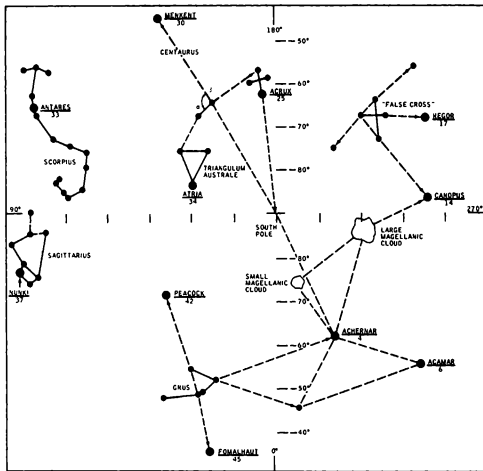 MENKENT
30
50°
CENTAURUS
60°
ACRUX
25
"FALSE CROSS"
ANTARES
33
70°
HEGOR
17
SCORPIUS
TRIANGULUM
AUSTRALE
80°
ATRIA
34
CANOPUS
14
90°
180°
270°
SOUTH
POLE
LARGE
MAGELLANIC
CLOUD
SAGITTARIUS
80°
SMALL
MAGELLANIC
CLOUD
70°
NUNKI
37
PEACOCK
42
60°
ACHERNAR
4
ACAMAR
6
50°
GRUS
40°
FOMALHAUT
45
0°